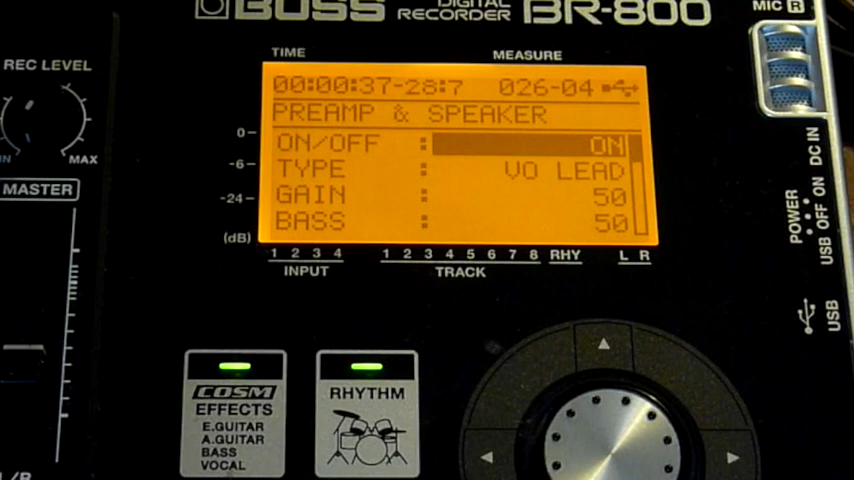 BOSS DIGITAL RECORDER BR-800
MIC R
TIME MEASURE
REC LEVEL
00:00:37-28:7 026-04
PREAMP & SPEAKER
0-
ON/OFF : ON
-6-
TYPE : VO LEAD
-24-
GAIN : 50
(dB)
BASS : 50
IN MAX
MASTER
DC IN
POWER
USB OFF ON
USB
1 2 3 4
INPUT
1 2 3 4 5 6 7 8 RHY
TRACK
L R
COSM
EFFECTS
E.GUITAR
A.GUITAR
BASS
VOCAL
RHYTHM
L/R